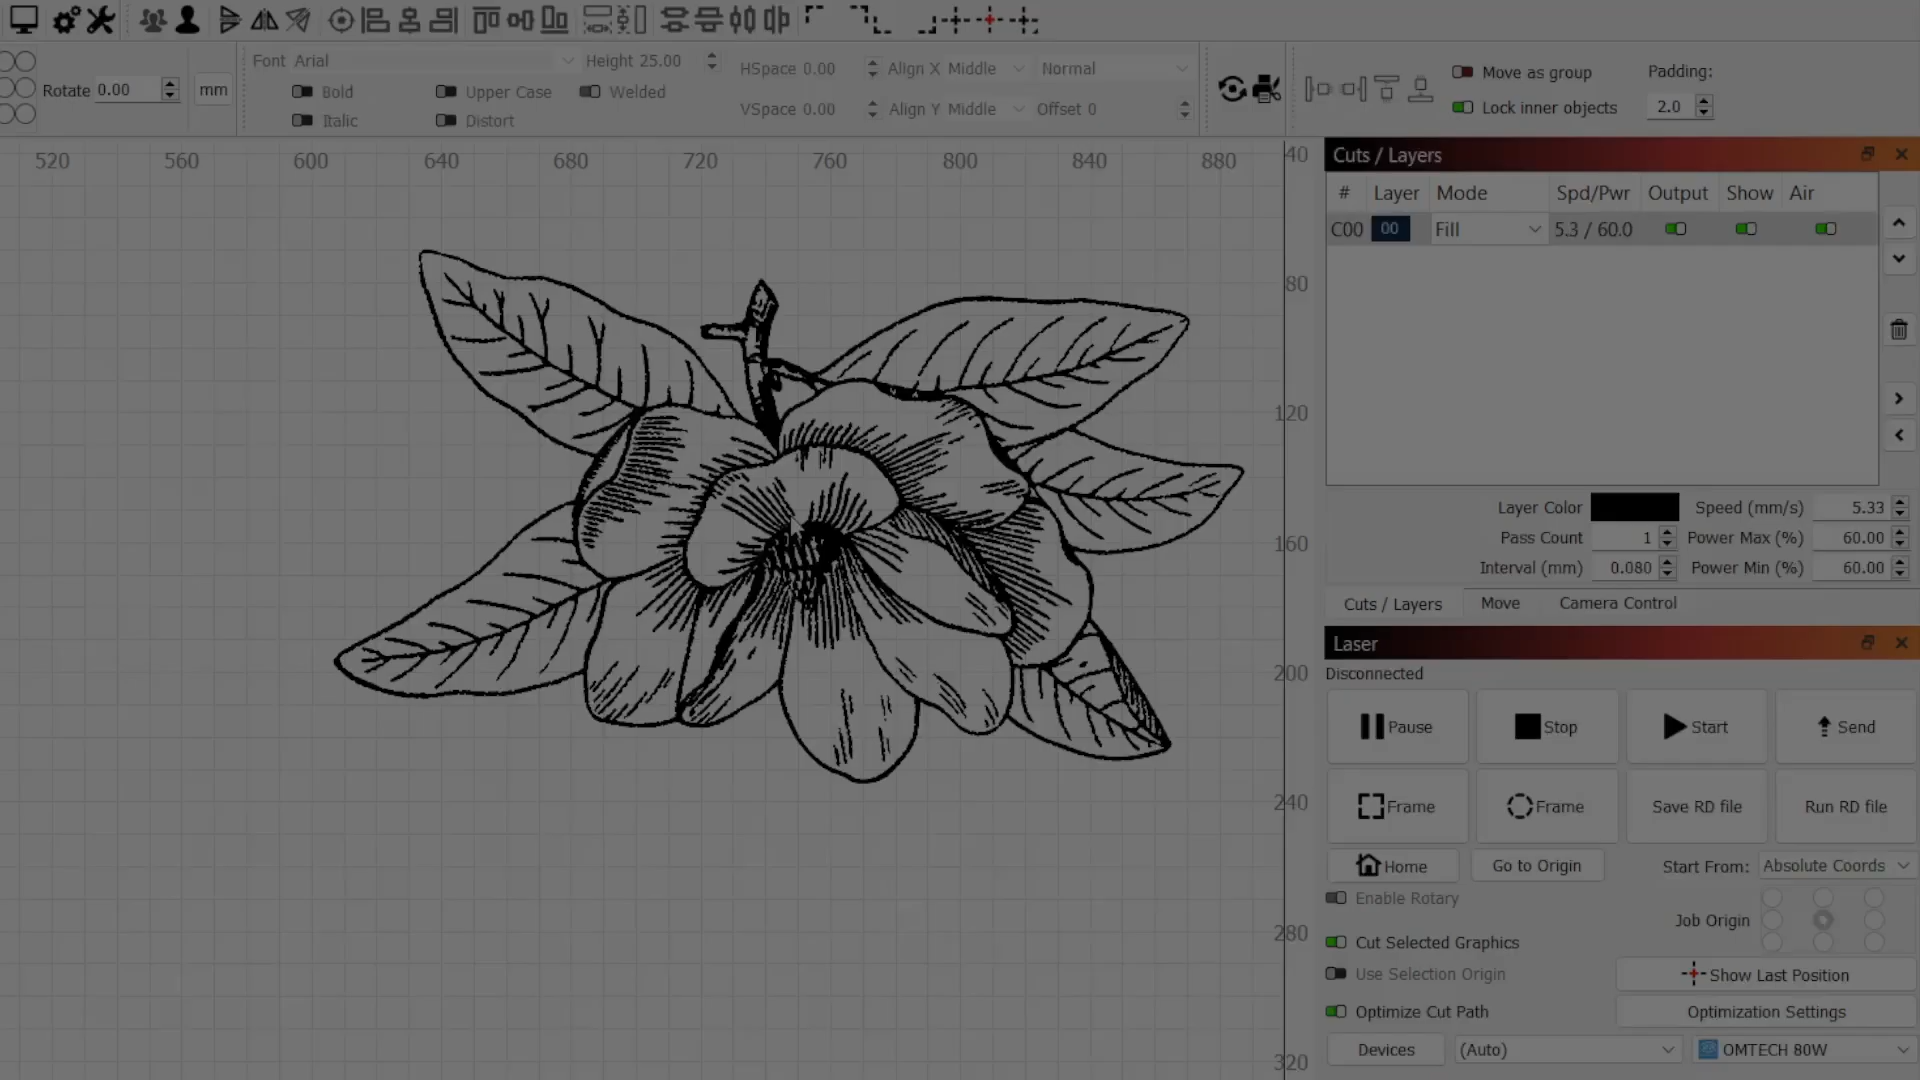 Font Arial
Height 25.00
HSpace 0.00
Align X Middle
Normal
Rotate 0.00
mm
Bold
Upper Case
Welded
VSpace 0.00
Align Y Middle
Offset 0
Italic
Distort
Move as group
Padding:
Lock inner objects
2.0
520 560 600 640 680 720 760 800 840 880
40
80
120
160
200
240
280
320
Cuts / Layers
# Layer Mode Spd/Pwr Output Show Air
C00 00 Fill 5.3 / 60.0
Layer Color Speed (mm/s) 5.33
Pass Count 1 Power Max (%) 60.00
Interval (mm) 0.080 Power Min (%) 60.00
Cuts / Layers Move Camera Control
Laser
Disconnected
Pause Stop Start Send
Frame Frame Save RD file Run RD file
Home Go to Origin Start From: Absolute Coords
Enable Rotary
Job Origin
Cut Selected Graphics
Use Selection Origin
Show Last Position
Optimize Cut Path
Optimization Settings
Devices (Auto) OMTECH 80W